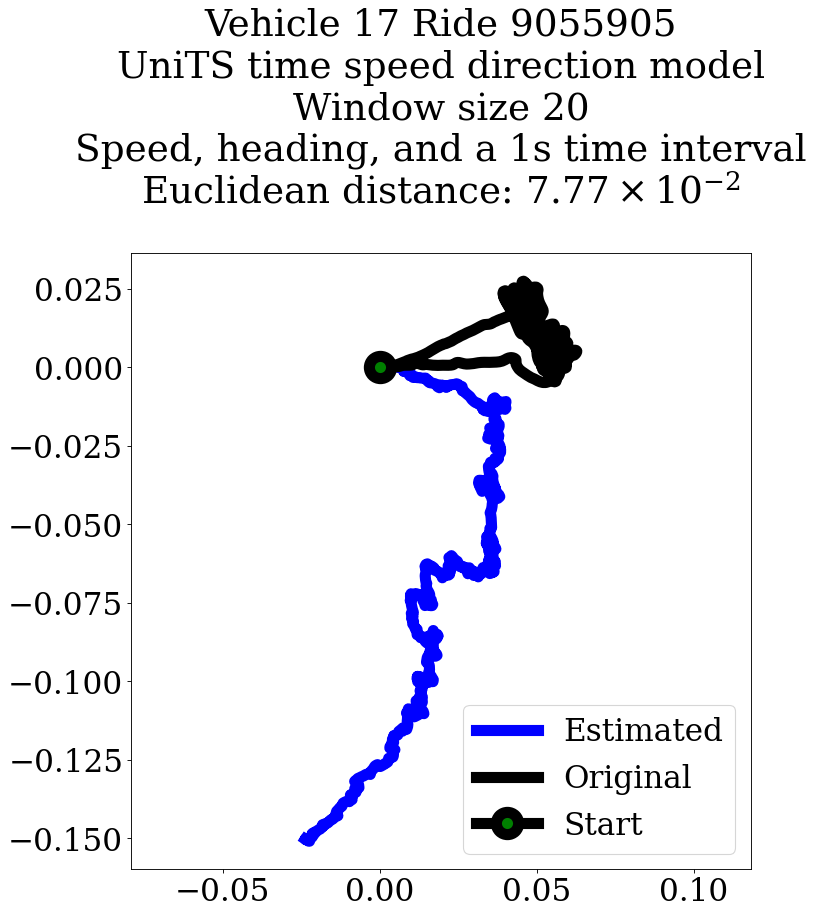 Vehicle 17 Ride 9055905
UniTS time speed direction model
Window size 20
Speed, heading, and a 1s time interval
Euclidean distance: 7.77 × 10⁻²
0.025
0.000
−0.025
−0.050
−0.075
−0.100
−0.125
−0.150
Estimated
Original
Start
−0.05 0.00 0.05 0.10